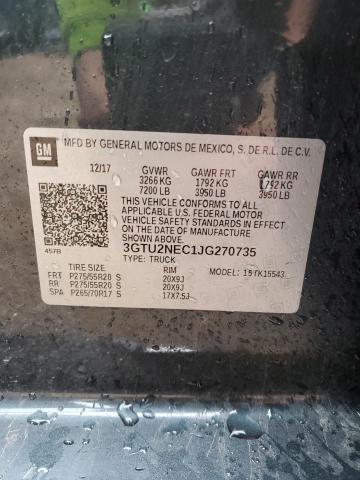 GM
MFD BY GENERAL MOTORS DE MEXICO, S. DE R.L. DE C.V.
12/17 GVWR GAWR FRT GAWR RR
3266 KG 1792 KG 1792 KG
7200 LB 3950 LB 3950 LB
THIS VEHICLE CONFORMS TO ALL
APPLICABLE U.S. FEDERAL MOTOR
VEHICLE SAFETY STANDARDS
IN EFFECT ON THE DATE
OF MANUFACTURE SHOWN ABOVE.
457B 3GTU2NEC1JG270735
TYPE: TRUCK
TIRE SIZE RIM 15TK15543
FRT P275/55R20 S 20X9J
RR P275/55R20 S 20X9J
SPA P265/70R17 S 17X7.5J